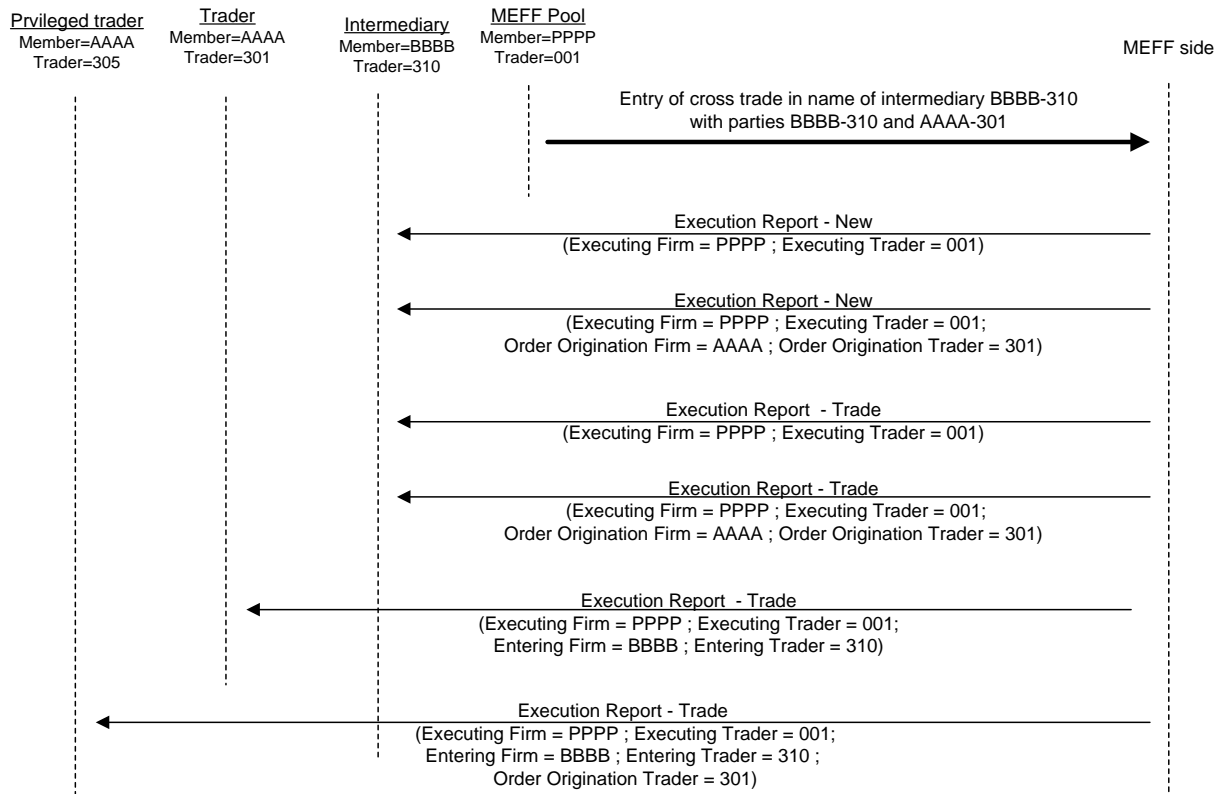 Prvileged trader
Member=AAAA
Trader=305
Trader
Member=AAAA
Trader=301
Intermediary
Member=BBBB
Trader=310
MEFF Pool
Member=PPPP
Trader=001
MEFF side
Entry of cross trade in name of intermediary BBBB-310
with parties BBBB-310 and AAAA-301
Execution Report - New
(Executing Firm = PPPP ; Executing Trader = 001)
Execution Report - New
(Executing Firm = PPPP ; Executing Trader = 001;
Order Origination Firm = AAAA ; Order Origination Trader = 301)
Execution Report - Trade
(Executing Firm = PPPP ; Executing Trader = 001)
Execution Report - Trade
(Executing Firm = PPPP ; Executing Trader = 001;
Order Origination Firm = AAAA ; Order Origination Trader = 301)
Execution Report - Trade
(Executing Firm = PPPP ; Executing Trader = 001;
Entering Firm = BBBB ; Entering Trader = 310)
Execution Report - Trade
(Executing Firm = PPPP ; Executing Trader = 001;
Entering Firm = BBBB ; Entering Trader = 310 ;
Order Origination Trader = 301)